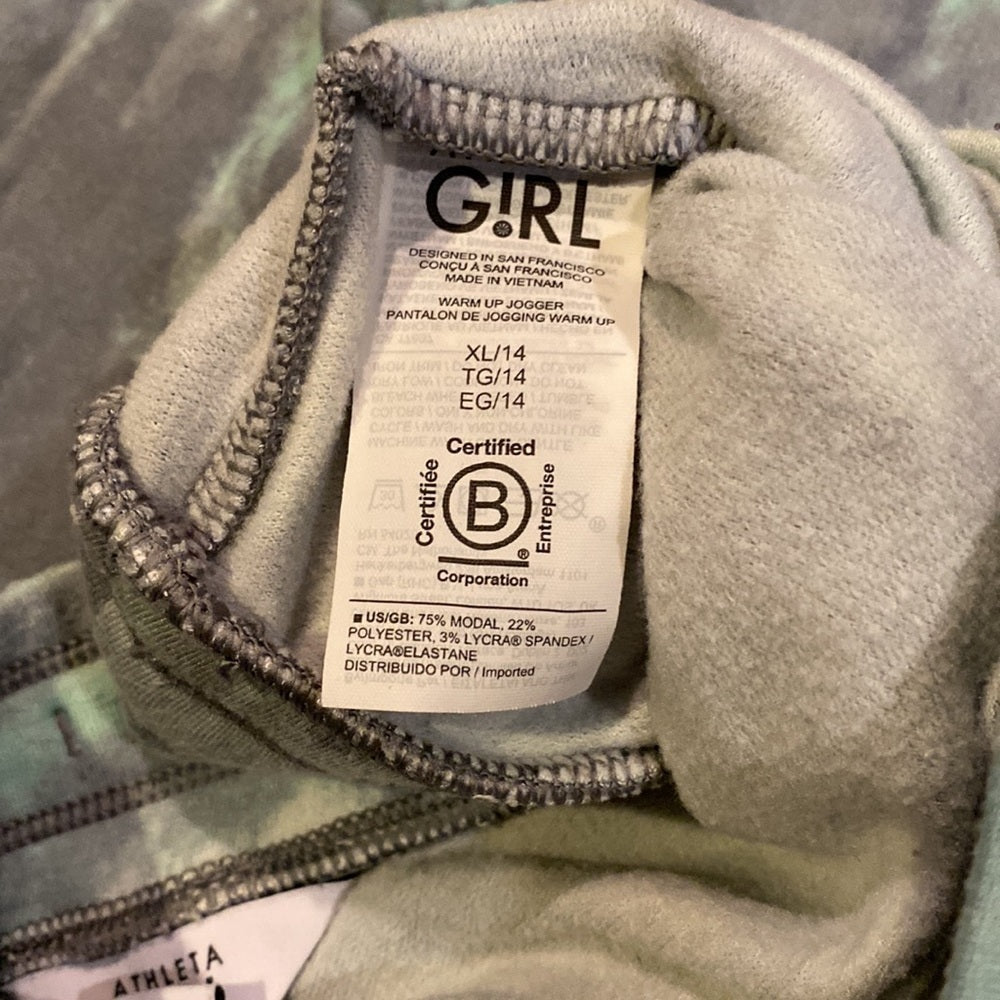 G!RL
DESIGNED IN SAN FRANCISCO
CONÇU À SAN FRANCISCO
MADE IN VIETNAM
WARM UP JOGGER
PANTALON DE JOGGING WARM UP
XL/14
TG/14
EG/14
Certified
Certifiée
B
Entreprise
®
Corporation
■ US/GB: 75% MODAL, 22%
POLYESTER, 3% LYCRA® SPANDEX /
LYCRA®ELASTANE
DISTRIBUIDO POR / Imported
ATHLETA